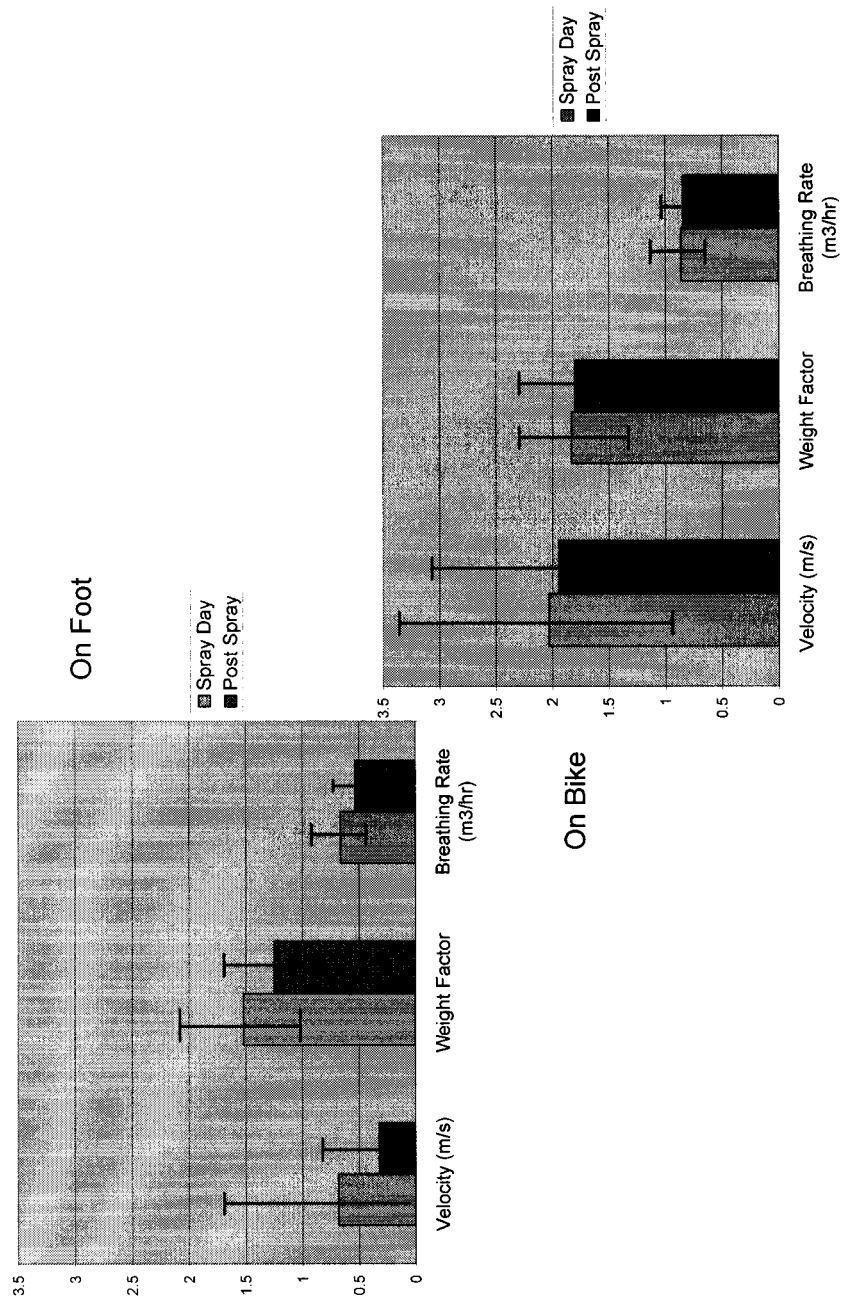 On Foot
3.5
3
2.5
2
1.5
1
0.5
0
Velocity (m/s)
Weight Factor
Breathing Rate
(m3/hr)
Spray Day
Post Spray
On Bike
3.5
3
2.5
2
1.5
1
0.5
0
Velocity (m/s)
Weight Factor
Breathing Rate
(m3/hr)
Spray Day
Post Spray